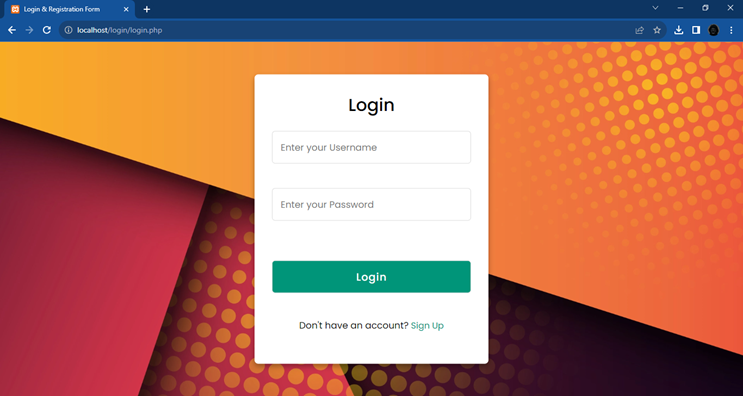 Login & Registration Form
localhost/login/login.php
Login
Enter your Username
Enter your Password
Login
Don't have an account? Sign Up